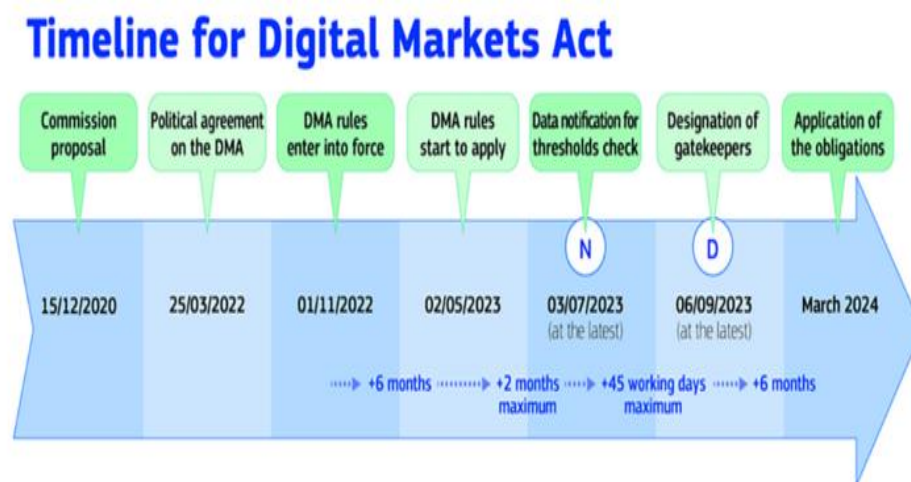 Timeline for Digital Markets Act
Commission
proposal
Political agreement
on the DMA
DMA rules
enter into force
DMA rules
start to apply
Data notification for
thresholds check
Designation of
gatekeepers
Application of
the obligations
N
D
15/12/2020
25/03/2022
01/11/2022
02/05/2023
03/07/2023
(at the latest)
06/09/2023
(at the latest)
March 2024
+6 months
+2 months
maximum
+45 working days
maximum
+6 months